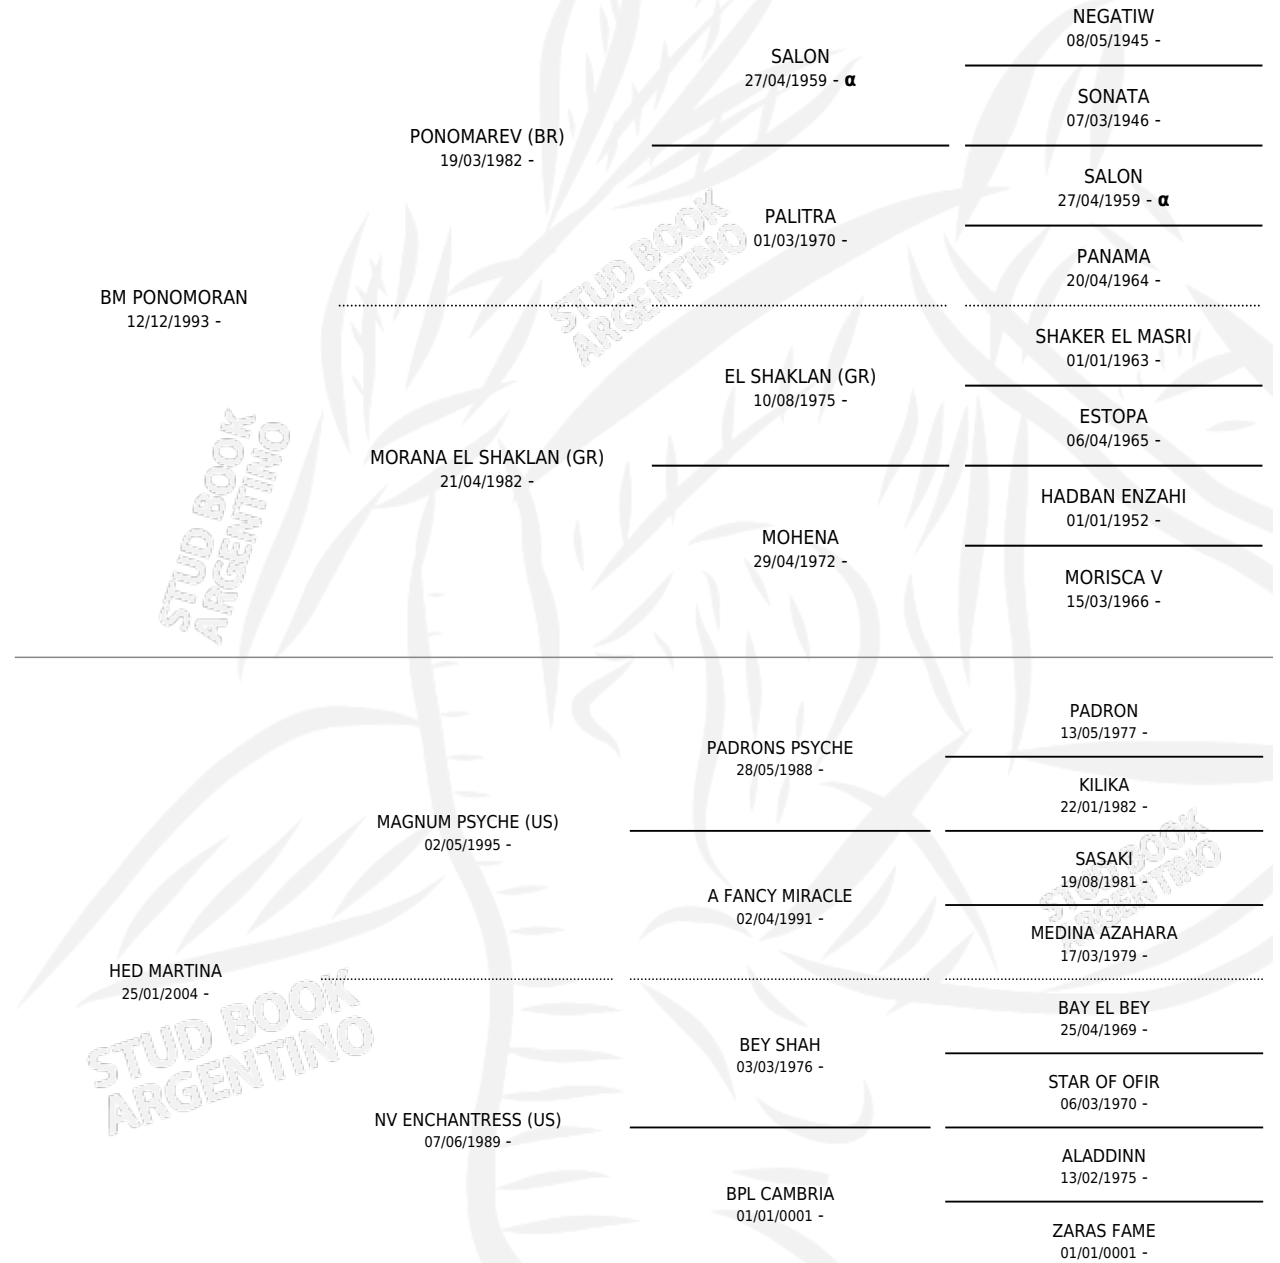 NEGATIW
08/05/1945 -
SALON
27/04/1959 - α
SONATA
07/03/1946 -
PONOMAREV (BR)
19/03/1982 -
SALON
27/04/1959 - α
PALITRA
01/03/1970 -
PANAMA
20/04/1964 -
BM PONOMORAN
12/12/1993 -
SHAKER EL MASRI
01/01/1963 -
EL SHAKLAN (GR)
10/08/1975 -
ESTOPA
06/04/1965 -
MORANA EL SHAKLAN (GR)
21/04/1982 -
HADBAN ENZAHI
01/01/1952 -
MOHENA
29/04/1972 -
MORISCA V
15/03/1966 -
PADRON
13/05/1977 -
PADRONS PSYCHE
28/05/1988 -
KILIKA
22/01/1982 -
MAGNUM PSYCHE (US)
02/05/1995 -
SASAKI
19/08/1981 -
A FANCY MIRACLE
02/04/1991 -
MEDINA AZAHARA
17/03/1979 -
HED MARTINA
25/01/2004 -
BAY EL BEY
25/04/1969 -
BEY SHAH
03/03/1976 -
STAR OF OFIR
06/03/1970 -
NV ENCHANTRESS (US)
07/06/1989 -
ALADDINN
13/02/1975 -
BPL CAMBRIA
01/01/0001 -
ZARAS FAME
01/01/0001 -
STUD BOOK
ARGENTINO
STUD BOOK
ARGENTINO
STUD BOOK
ARGENTINO
STUD BOOK
ARGENTINO